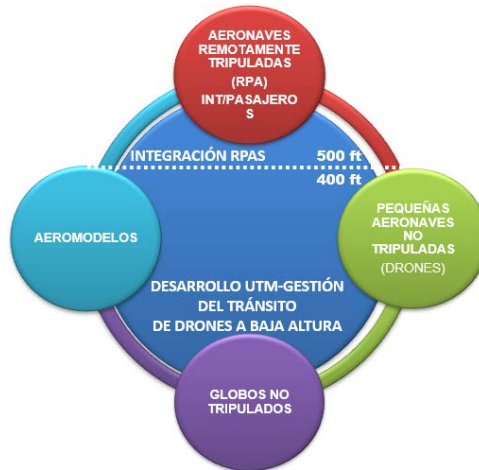 AERONAVES
REMOTAMENTE
TRIPULADAS
(RPA)
INT/PASAJERO
S
INTEGRACIÓN RPAS 500 ft
400 ft
AEROMODELOS
PEQUEÑAS
AERONAVES
NO
TRIPULADAS
(DRONES)
DESARROLLO UTM-GESTIÓN
DEL TRÁNSITO
DE DRONES A BAJA ALTURA
GLOBOS NO
TRIPULADOS